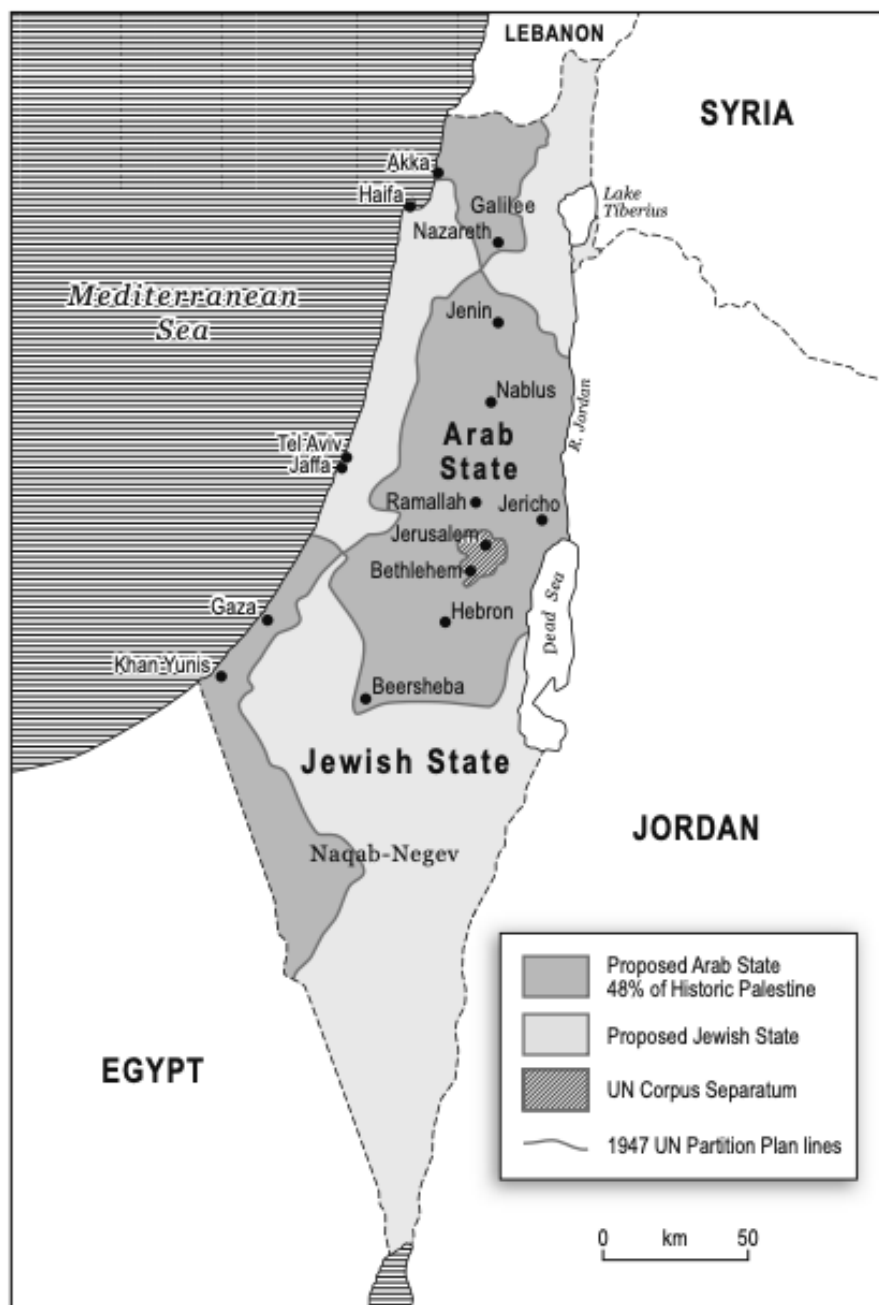 LEBANON
SYRIA
Akka
Haifa
Galilee
Lake
Tiberius
Nazareth
Mediterranean
Sea
Jenin
Nablus
R. Jordan
Arab
State
Tel Aviv
Jaffa
Ramallah
Jericho
Jerusalem
Bethlehem
Dead Sea
Gaza
Hebron
Khan-Yunis
Beersheba
Jewish State
JORDAN
Naqab-Negev
Proposed Arab State
48% of Historic Palestine
Proposed Jewish State
EGYPT
UN Corpus Separatum
1947 UN Partition Plan lines
0 km 50